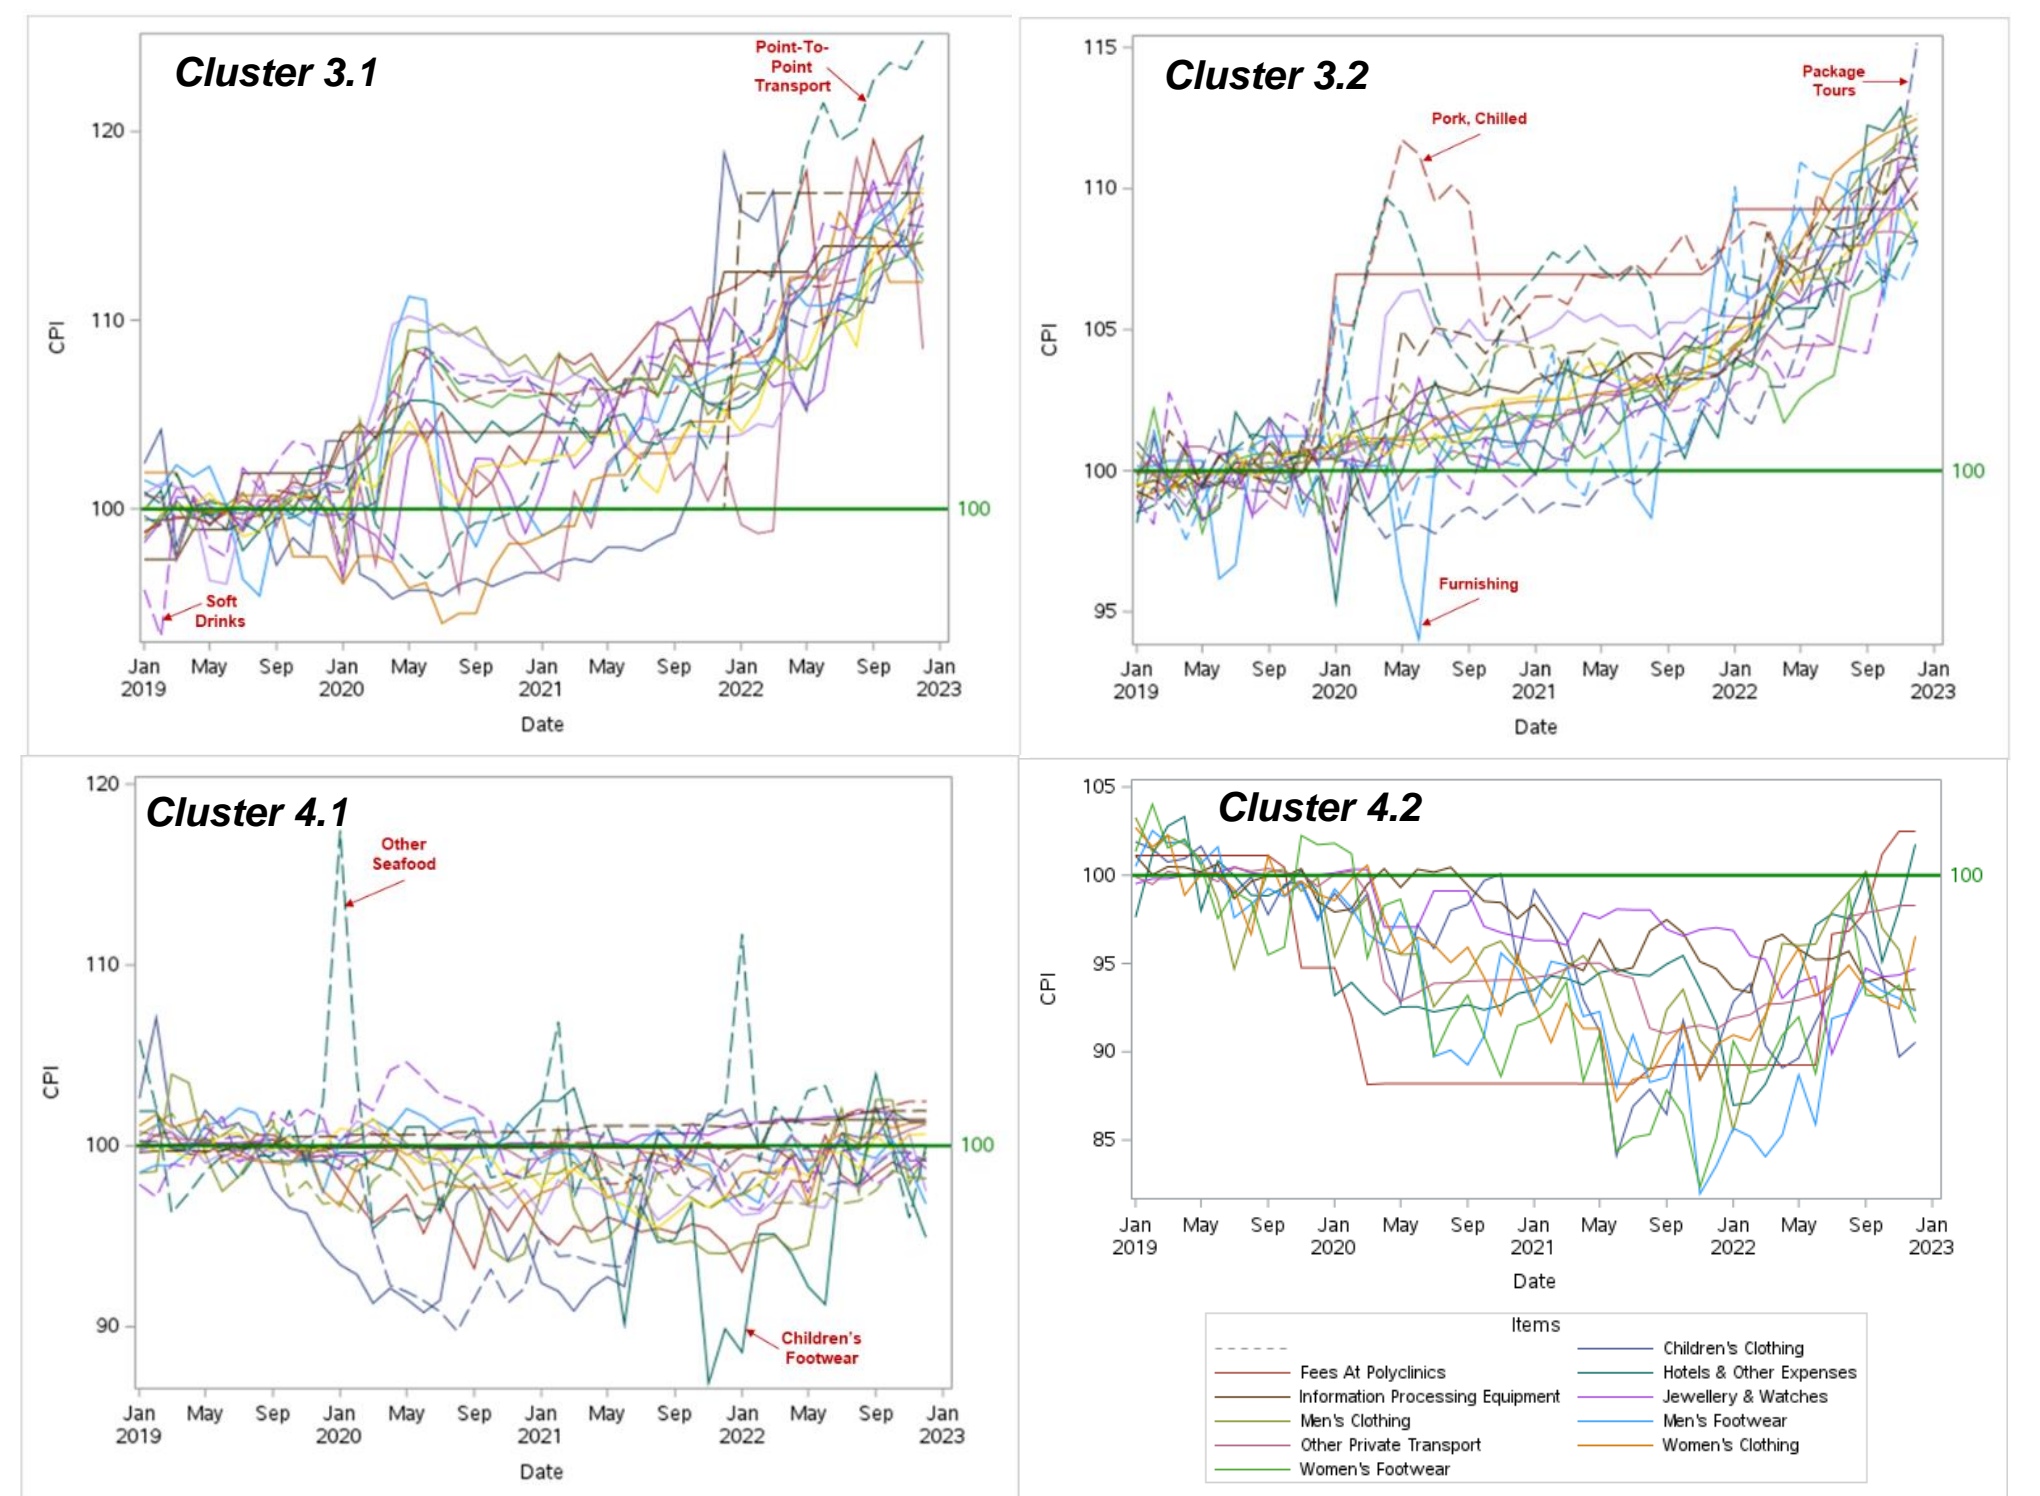 Cluster 3.1
Point-To-
Point
Transport
Soft
Drinks
120
110
100
100
CPI
Jan May Sep Jan May Sep Jan May Sep Jan May Sep Jan
2019 2020 2021 2022 2023
Date
Cluster 3.2
Package
Tours
Pork, Chilled
Furnishing
115
110
105
100
100
95
CPI
Jan May Sep Jan May Sep Jan May Sep Jan May Sep Jan
2019 2020 2021 2022 2023
Date
Cluster 4.1
Other
Seafood
Children's
Footwear
120
110
100
100
90
CPI
Jan May Sep Jan May Sep Jan May Sep Jan May Sep Jan
2019 2020 2021 2022 2023
Date
Cluster 4.2
105
100
100
95
90
85
CPI
Jan May Sep Jan May Sep Jan May Sep Jan May Sep Jan
2019 2020 2021 2022 2023
Date
Items
Children's Clothing
Fees At Polyclinics
Hotels & Other Expenses
Information Processing Equipment
Jewellery & Watches
Men's Clothing
Men's Footwear
Other Private Transport
Women's Clothing
Women's Footwear